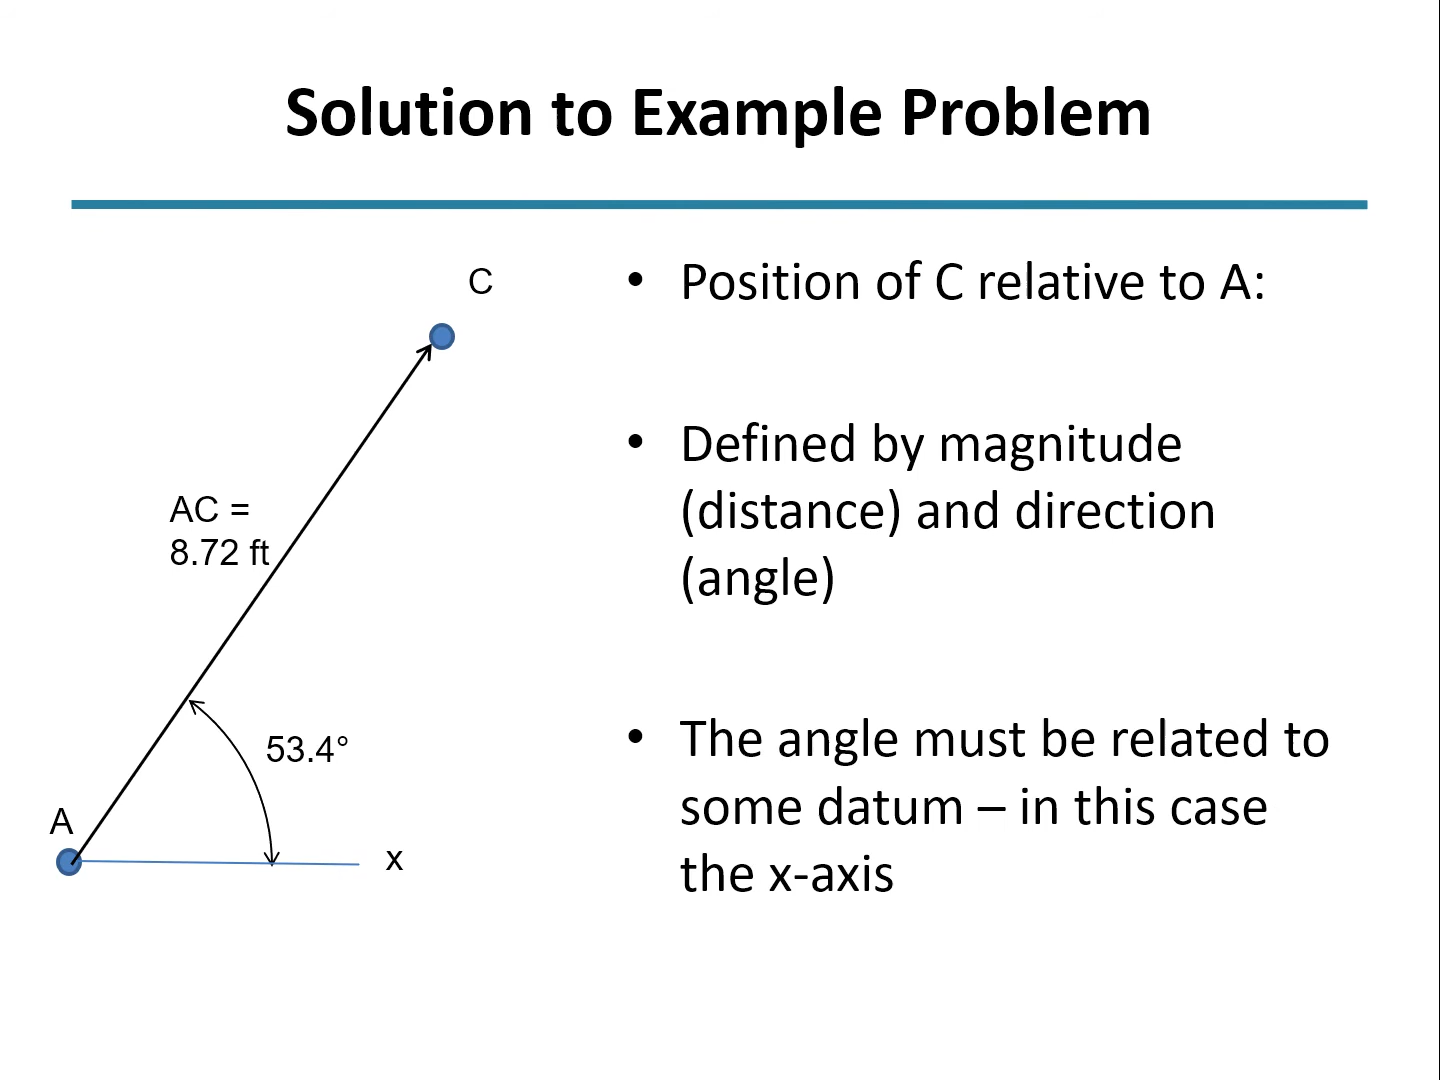 Solution to Example Problem
C
AC =
8.72 ft
53.4°
A
x
• Position of C relative to A:
• Defined by magnitude
(distance) and direction
(angle)
• The angle must be related to
some datum – in this case
the x-axis